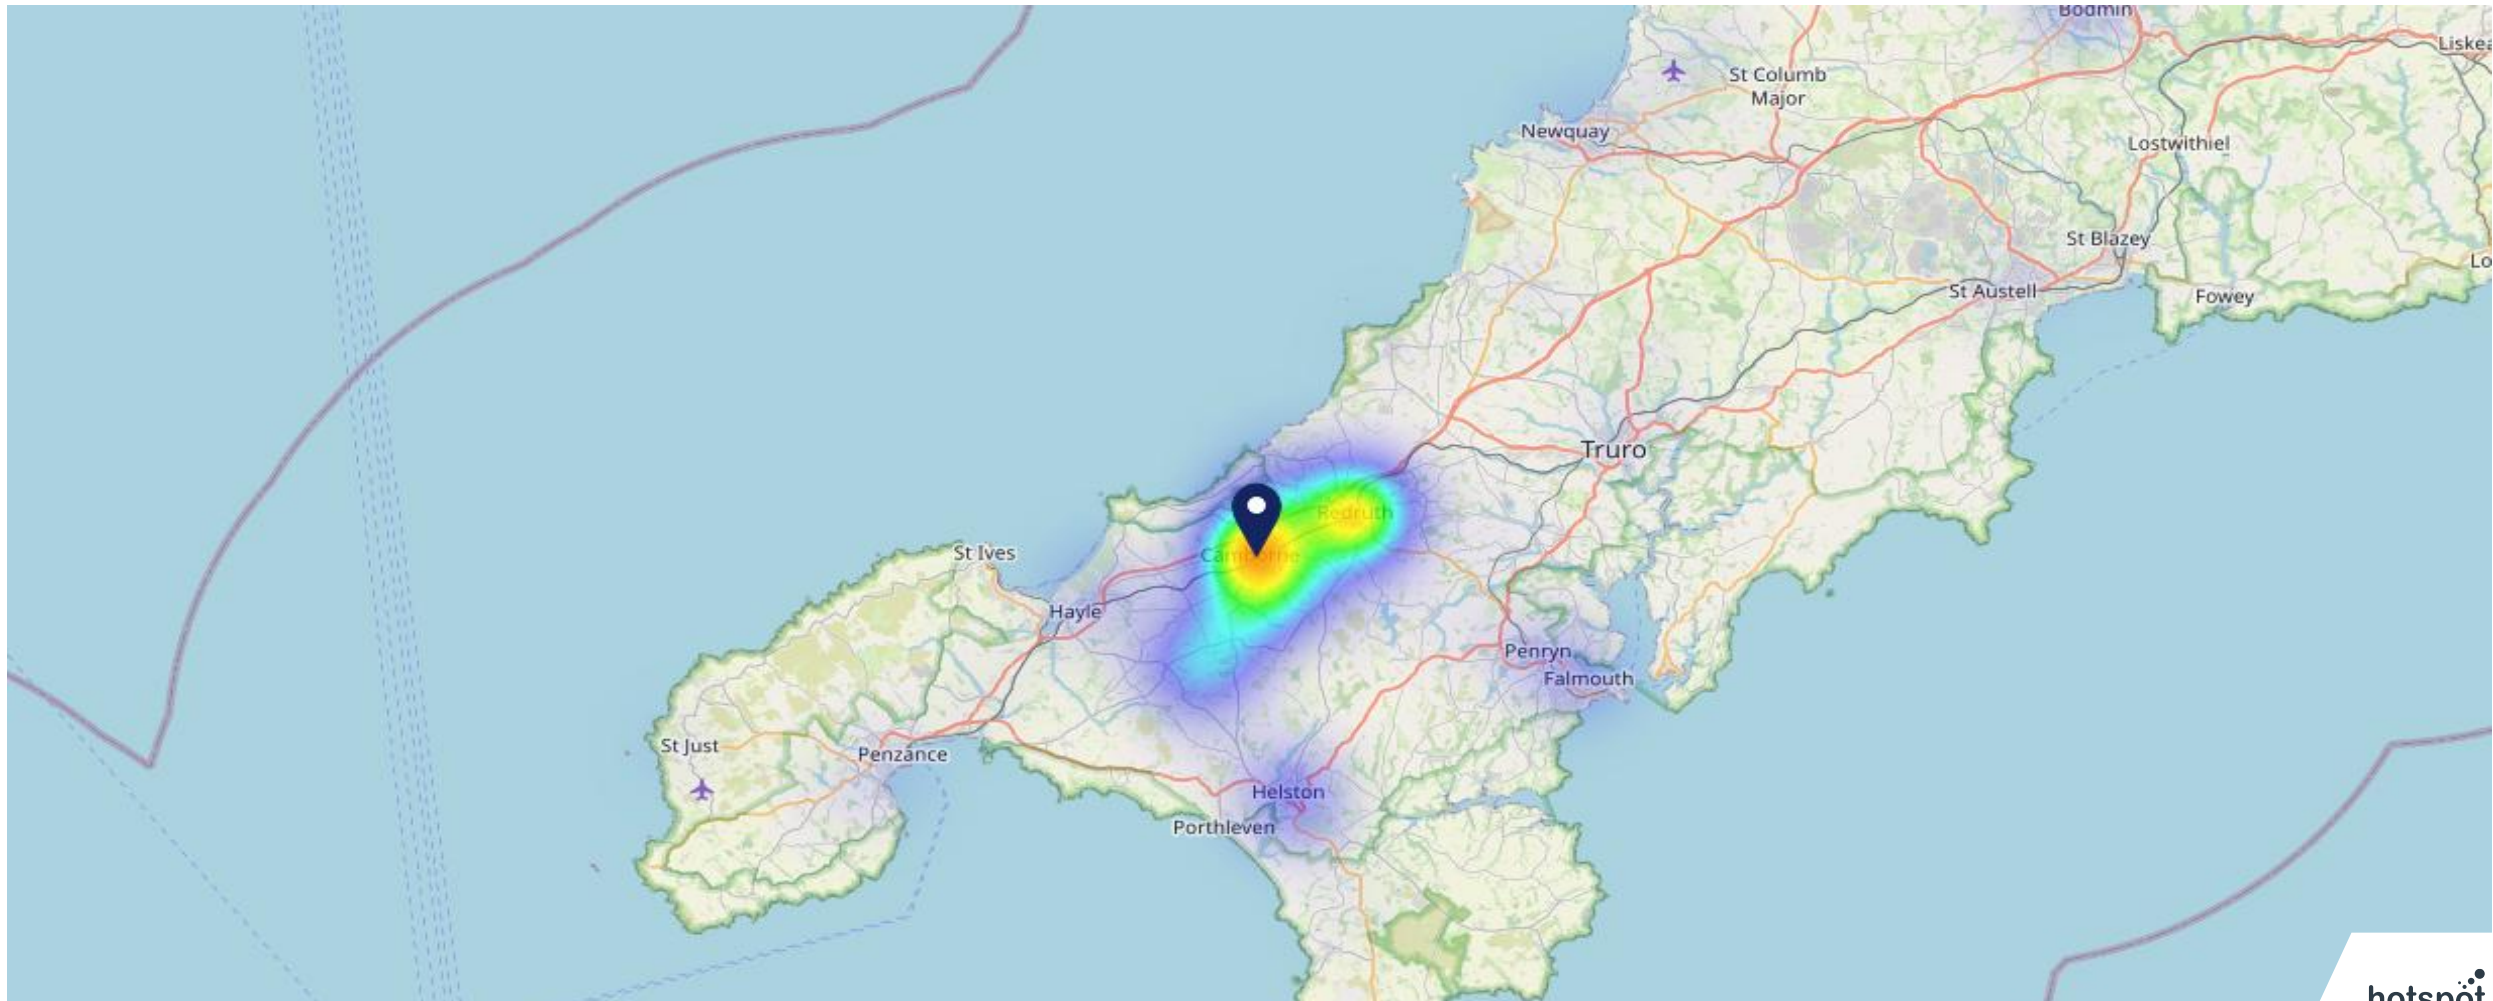 Bodmin
Liskea
St Columb
Major
Newquay
Lostwithiel
St Blazey
Lo
St Austell
Fowey
Truro
Redruth
Camborne
St Ives
Hayle
Penryn
Falmouth
St Just
Penzance
Helston
Porthleven
hotspot